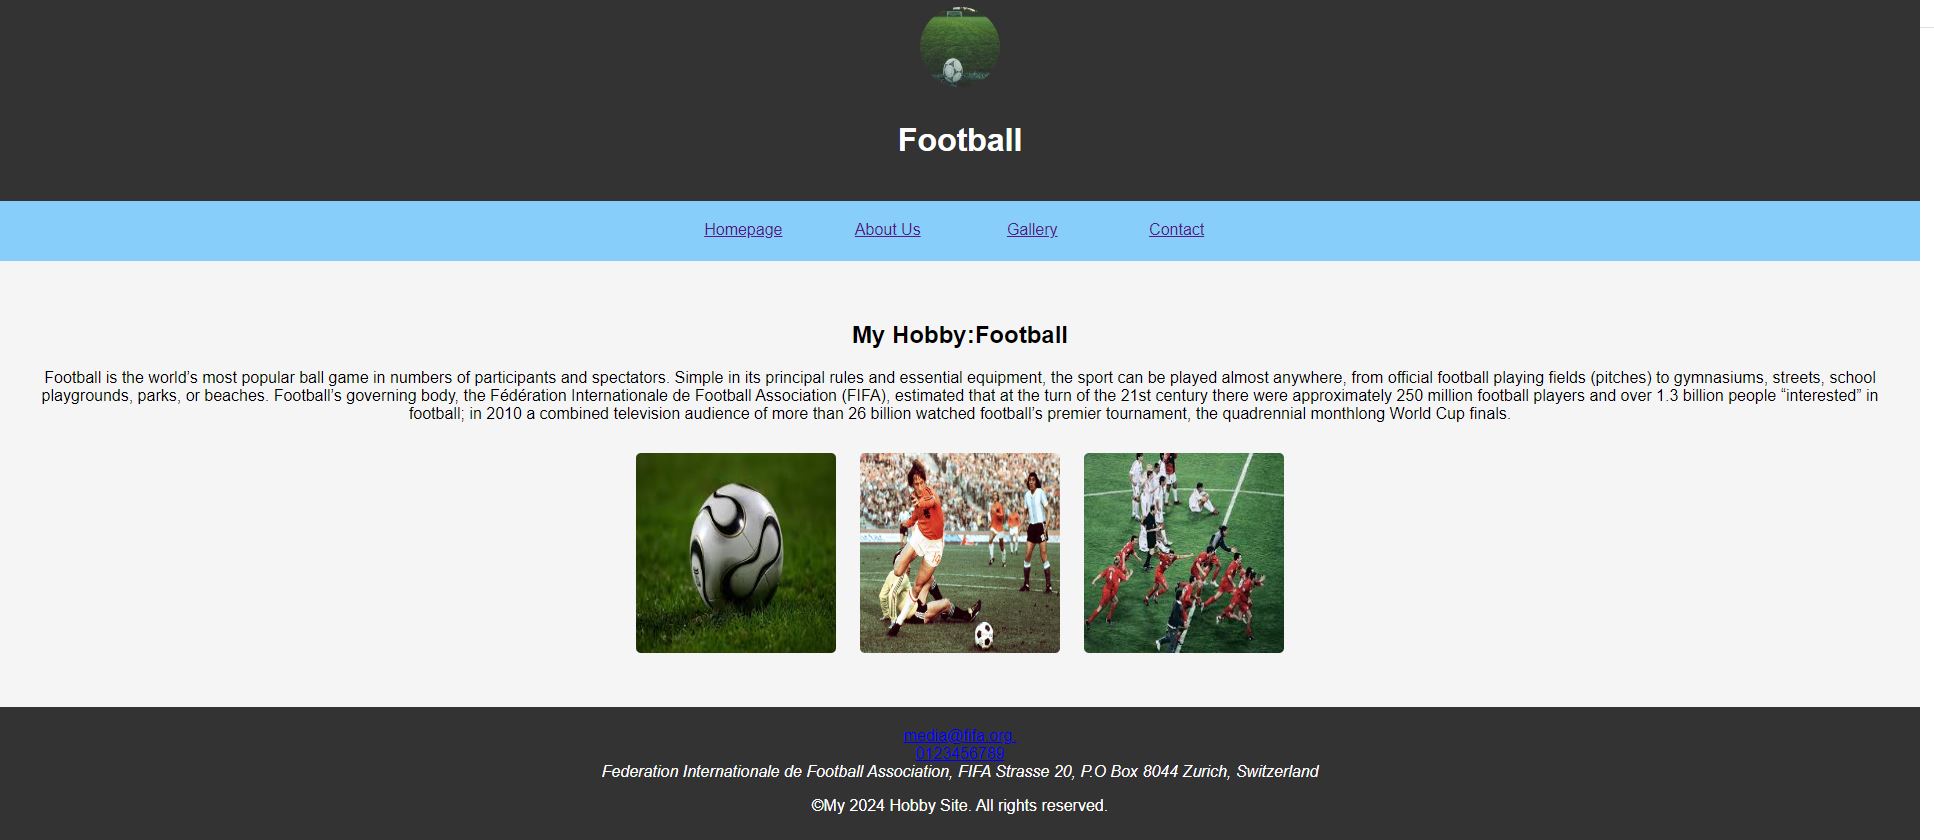 Football
Homepage About Us Gallery Contact
My Hobby:Football
Football is the world’s most popular ball game in numbers of participants and spectators. Simple in its principal rules and essential equipment, the sport can be played almost anywhere, from official football playing fields (pitches) to gymnasiums, streets, school
playgrounds, parks, or beaches. Football’s governing body, the Fédération Internationale de Football Association (FIFA), estimated that at the turn of the 21st century there were approximately 250 million football players and over 1.3 billion people “interested” in
football; in 2010 a combined television audience of more than 26 billion watched football’s premier tournament, the quadrennial monthlong World Cup finals.
media@fifa.org
0123456789
Federation Internationale de Football Association, FIFA Strasse 20, P.O Box 8044 Zurich, Switzerland
©My 2024 Hobby Site. All rights reserved.